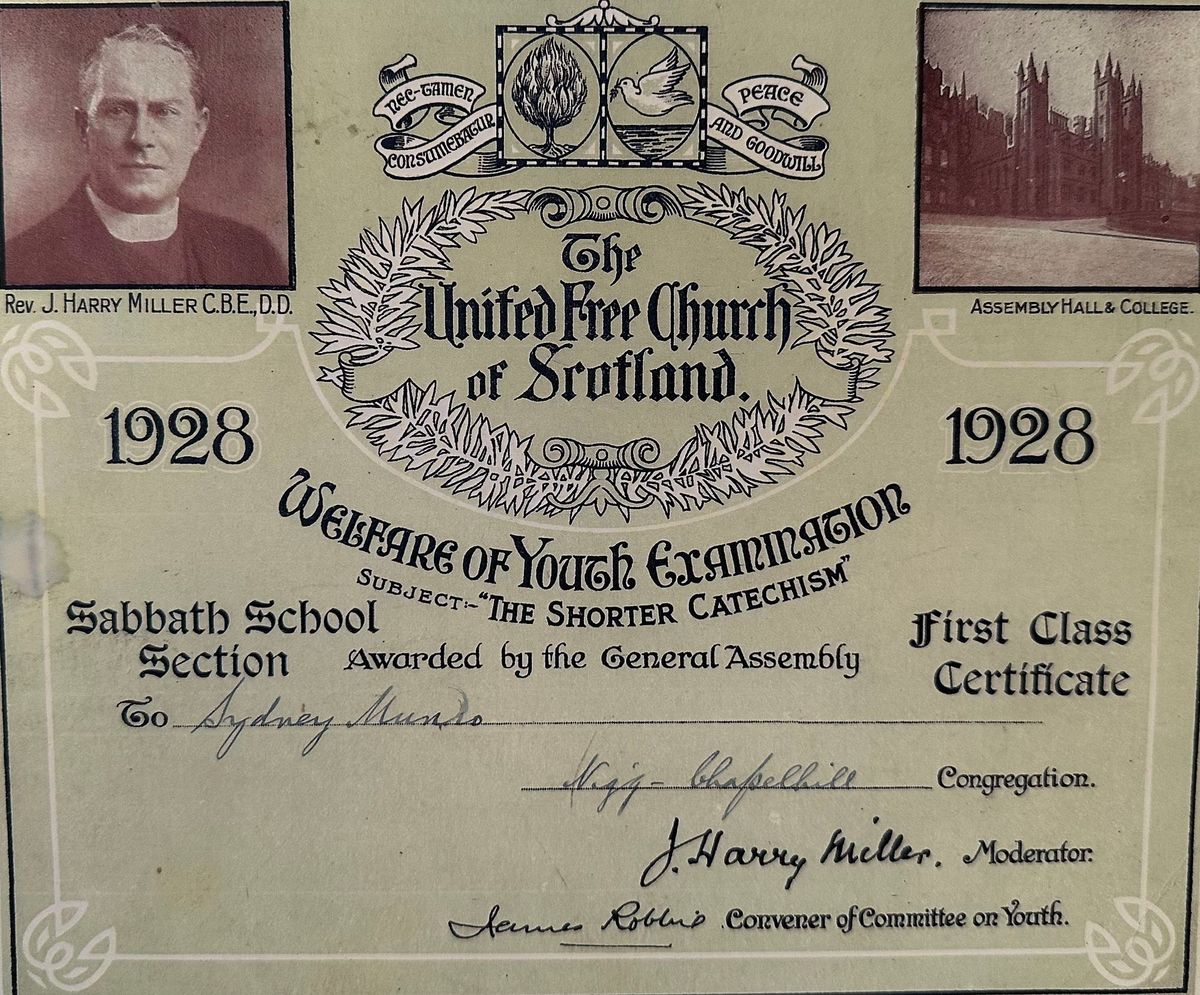 NEC-TAMEN
CONSUMEBATUR
PEACE
AND GOODWILL
Rev. J. HARRY MILLER C.B.E., D.D.
ASSEMBLY HALL & COLLEGE.
The
United Free Church
of Scotland.
1928
1928
WELFARE OF YOUTH EXAMINATION
SUBJECT:- "THE SHORTER CATECHISM"
Sabbath School
Section
Awarded by the General Assembly
First Class
Certificate
To Sydney Munro
Nigg - Chapelhill Congregation.
J. Harry Miller. Moderator.
James Robbie Convener of Committee on Youth.